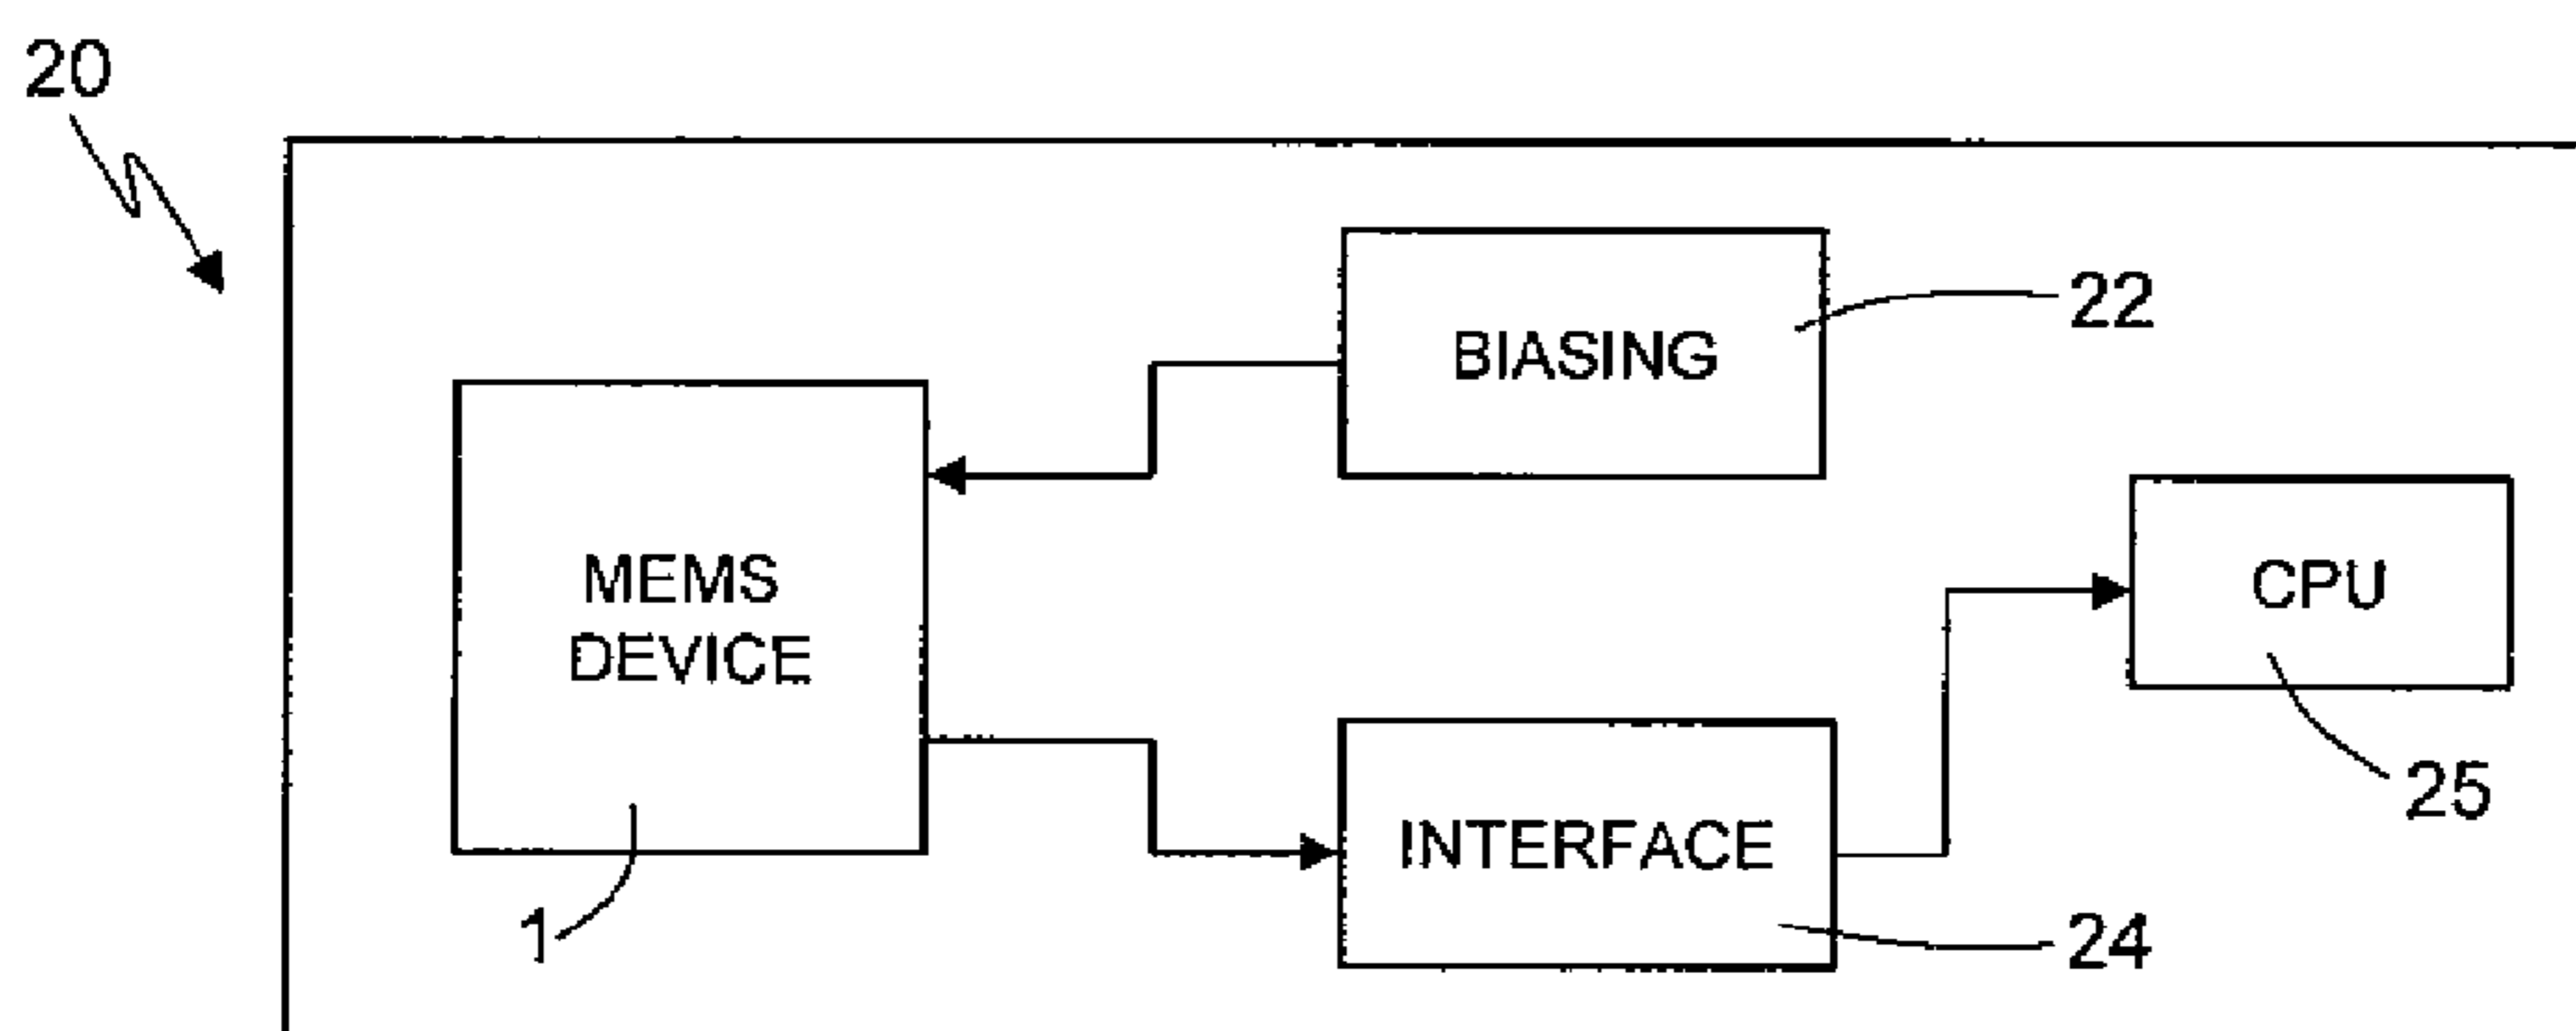 20
BIASING
22
MEMS
DEVICE
CPU
25
INTERFACE
1
24